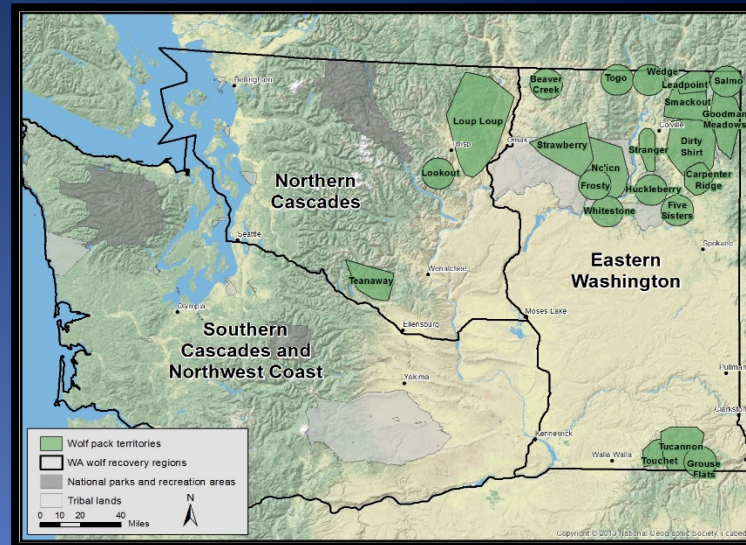 Bellingham
Loup Loup
Beaver
Creek
Togo
Wedge
Leadpoint
Salmo
Smackout
Goodman
Meadows
Colville
Omak
Strawberry
Nc'icn
Stranger
Dirty
Shirt
Lookout
Frosty
Huckleberry
Carpenter
Ridge
Whitestone
Five
Sisters
Northern
Cascades
Seattle
Wenatchee
Teanaway
Spokane
Eastern
Washington
Olympia
Ellensburg
Moses Lake
Southern
Cascades and
Northwest Coast
Yakima
Pullman
Clarkston
Kennewick
Walla Walla
Tucannon
Touchet
Grouse
Flats
Wolf pack territories
WA wolf recovery regions
National parks and recreation areas
Tribal lands
N
0 10 20 40
Miles
Copyright © 2013 National Geographic Society, i-cubed